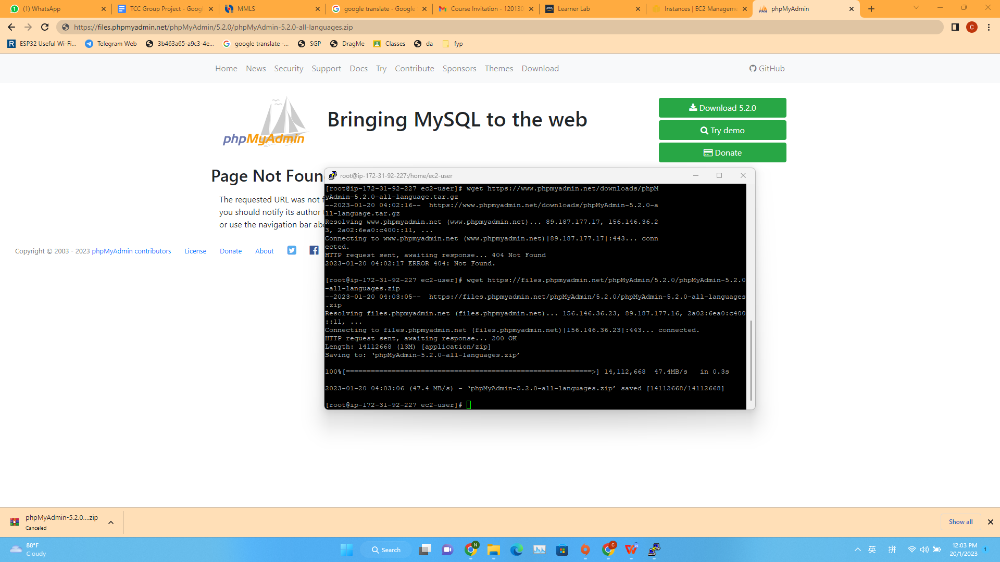 (1) WhatsApp
TCC Group Project - Googl
MMLS
google translate - Google
Course Invitation - 120130
Learner Lab
Instances | EC2 Manageme
phpMyAdmin
https://files.phpmyadmin.net/phpMyAdmin/5.2.0/phpMyAdmin-5.2.0-all-languages.zip
C
R ESP32 Useful Wi-Fi...
Telegram Web
3b463a65-a9c3-4e...
google translate -...
SGP
DragMe
Classes
da
fyp
Home News Security Support Docs Try Contribute Sponsors Themes Download
GitHub
phpMyAdmin
Bringing MySQL to the web
Download 5.2.0
Try demo
Donate
Page Not Foun
The requested URL was not f
you should notify its author t
or use the navigation bar abo
Copyright © 2003 - 2023 phpMyAdmin contributors License Donate About
root@ip-172-31-92-227:/home/ec2-user
[root@ip-172-31-92-227 ec2-user]# wget https://www.phpmyadmin.net/downloads/phpM
yAdmin-5.2.0-all-language.tar.gz
--2023-01-20 04:02:16--  https://www.phpmyadmin.net/downloads/phpMyAdmin-5.2.0-a
ll-language.tar.gz
Resolving www.phpmyadmin.net (www.phpmyadmin.net)... 89.187.177.17, 156.146.36.2
3, 2a02:6ea0:c400::11, ...
Connecting to www.phpmyadmin.net (www.phpmyadmin.net)|89.187.177.17|:443... conn
ected.
HTTP request sent, awaiting response... 404 Not Found
2023-01-20 04:02:17 ERROR 404: Not Found.
[root@ip-172-31-92-227 ec2-user]# wget https://files.phpmyadmin.net/phpMyAdmin/5.2.0/phpMyAdmin-5.2.0
-all-languages.zip
--2023-01-20 04:03:05--  https://files.phpmyadmin.net/phpMyAdmin/5.2.0/phpMyAdmin-5.2.0-all-languages
.zip
Resolving files.phpmyadmin.net (files.phpmyadmin.net)... 156.146.36.23, 89.187.177.16, 2a02:6ea0:c400
::11, ...
Connecting to files.phpmyadmin.net (files.phpmyadmin.net)|156.146.36.23|:443... connected.
HTTP request sent, awaiting response... 200 OK
Length: 14112668 (13M) [application/zip]
Saving to: ‘phpMyAdmin-5.2.0-all-languages.zip’
100%[===========================================================>] 14,112,668  47.4MB/s   in 0.3s
2023-01-20 04:03:06 (47.4 MB/s) - ‘phpMyAdmin-5.2.0-all-languages.zip’ saved [14112668/14112668]
[root@ip-172-31-92-227 ec2-user]#
phpMyAdmin-5.2.0....zip
Canceled
Show all
88°F
Cloudy
Search
英
拼
12:03 PM
20/1/2023
1